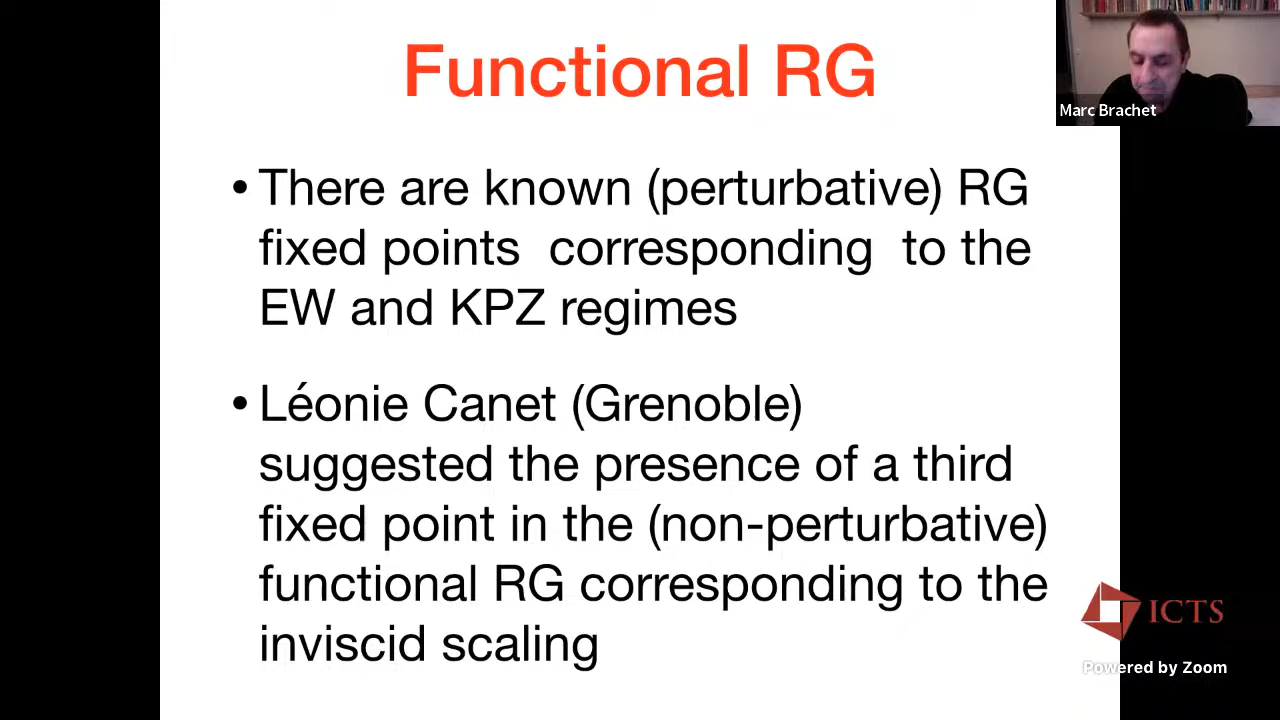 Functional RG
Marc Brachet
• There are known (perturbative) RG
fixed points corresponding to the
EW and KPZ regimes
• Léonie Canet (Grenoble)
suggested the presence of a third
fixed point in the (non-perturbative)
functional RG corresponding to the
inviscid scaling
ICTS
Powered by Zoom